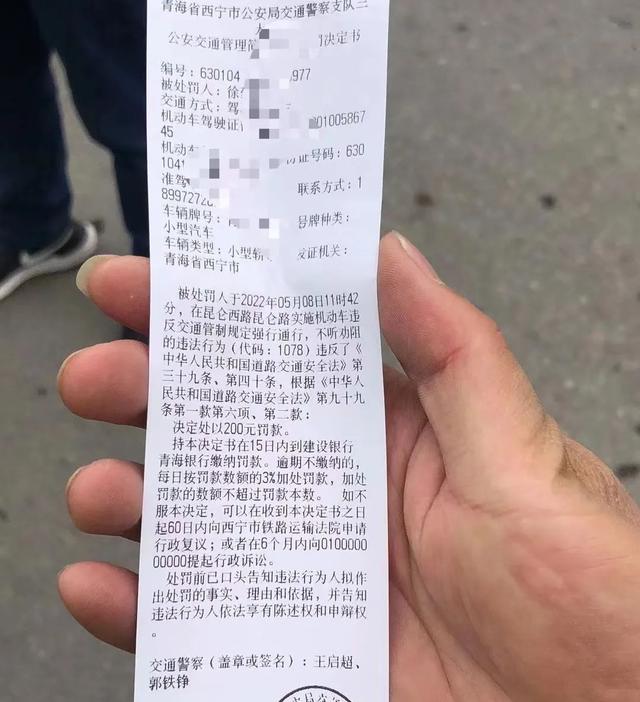 青海省西宁市公安局交通警察支队三
大
公安交通管理简 决定书
编号：630104 977
被处罚人：徐
交通方式：驾
机动车驾驶证 01005867
45
机动车 证号码：630
1041
准驾 联系方式：1
8997272
车辆牌号： 号牌种类：
小型汽车
车辆类型：小型轿 发证机关：
青海省西宁市
被处罚人于2022年05月08日11时42
分，在昆仑西路昆仑路实施机动车违
反交通管制规定强行通行，不听劝阻
的违法行为（代码：1078）违反了《
中华人民共和国道路交通安全法》第
三十九条、第四十条，根据《中华人
民共和国道路交通安全法》第九十九
条第一款第六项、第二款：
决定处以200元罚款。
持本决定书在15日内到建设银行
青海银行缴纳罚款。逾期不缴纳的，
每日按罚款数额的3%加处罚款，加处
罚款的数额不超过罚款本数。 如不
服本决定，可以在收到本决定书之日
起60日内向西宁市铁路运输法院申请
行政复议；或者在6个月内向01000000
000000提起行政诉讼。
处罚前已口头告知违法行为人拟作
出处罚的事实、理由和依据，并告知
违法行为人依法享有陈述权和申辩权
。
交通警察（盖章或签名）：王启超、
郭铁铮